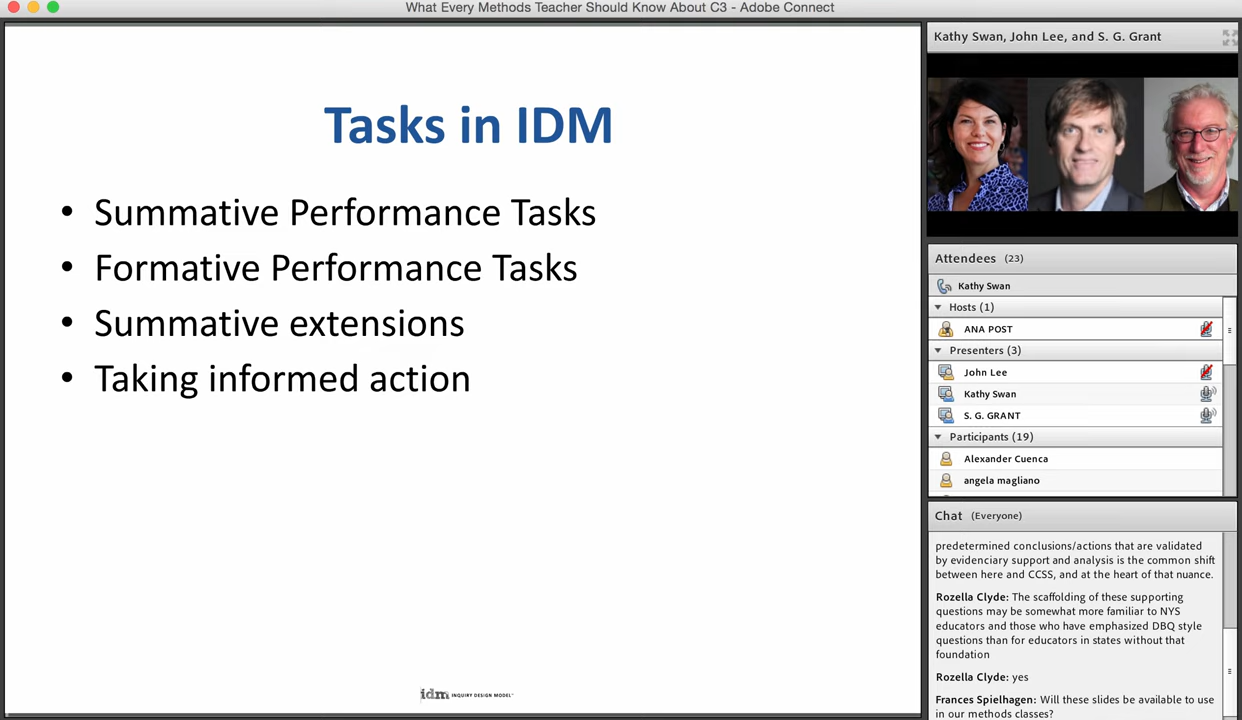 What Every Methods Teacher Should Know About C3 - Adobe Connect
Tasks in IDM
• Summative Performance Tasks
• Formative Performance Tasks
• Summative extensions
• Taking informed action
idm INQUIRY DESIGN MODEL™
Kathy Swan, John Lee, and S. G. Grant
Attendees (23)
Kathy Swan
Hosts (1)
ANA POST
Presenters (3)
John Lee
Kathy Swan
S. G. GRANT
Participants (19)
Alexander Cuenca
angela magliano
Chat (Everyone)
predetermined conclusions/actions that are validated
by evidenciary support and analysis is the common shift
between here and CCSS, and at the heart of that nuance.
Rozella Clyde: The scaffolding of these supporting
questions may be somewhat more familiar to NYS
educators and those who have emphasized DBQ style
questions than for educators in states without that
foundation
Rozella Clyde: yes
Frances Spielhagen: Will these slides be available to use
in our methods classes?